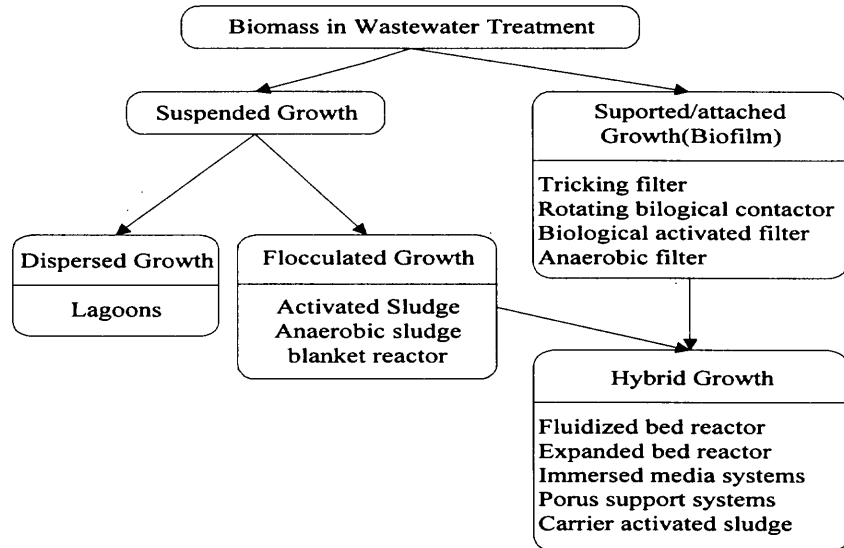 Biomass in Wastewater Treatment
Suspended Growth
Suported/attached
Growth(Biofilm)
Tricking filter
Rotating bilogical contactor
Biological activated filter
Anaerobic filter
Dispersed Growth
Lagoons
Flocculated Growth
Activated Sludge
Anaerobic sludge
blanket reactor
Hybrid Growth
Fluidized bed reactor
Expanded bed reactor
Immersed media systems
Porus support systems
Carrier activated sludge